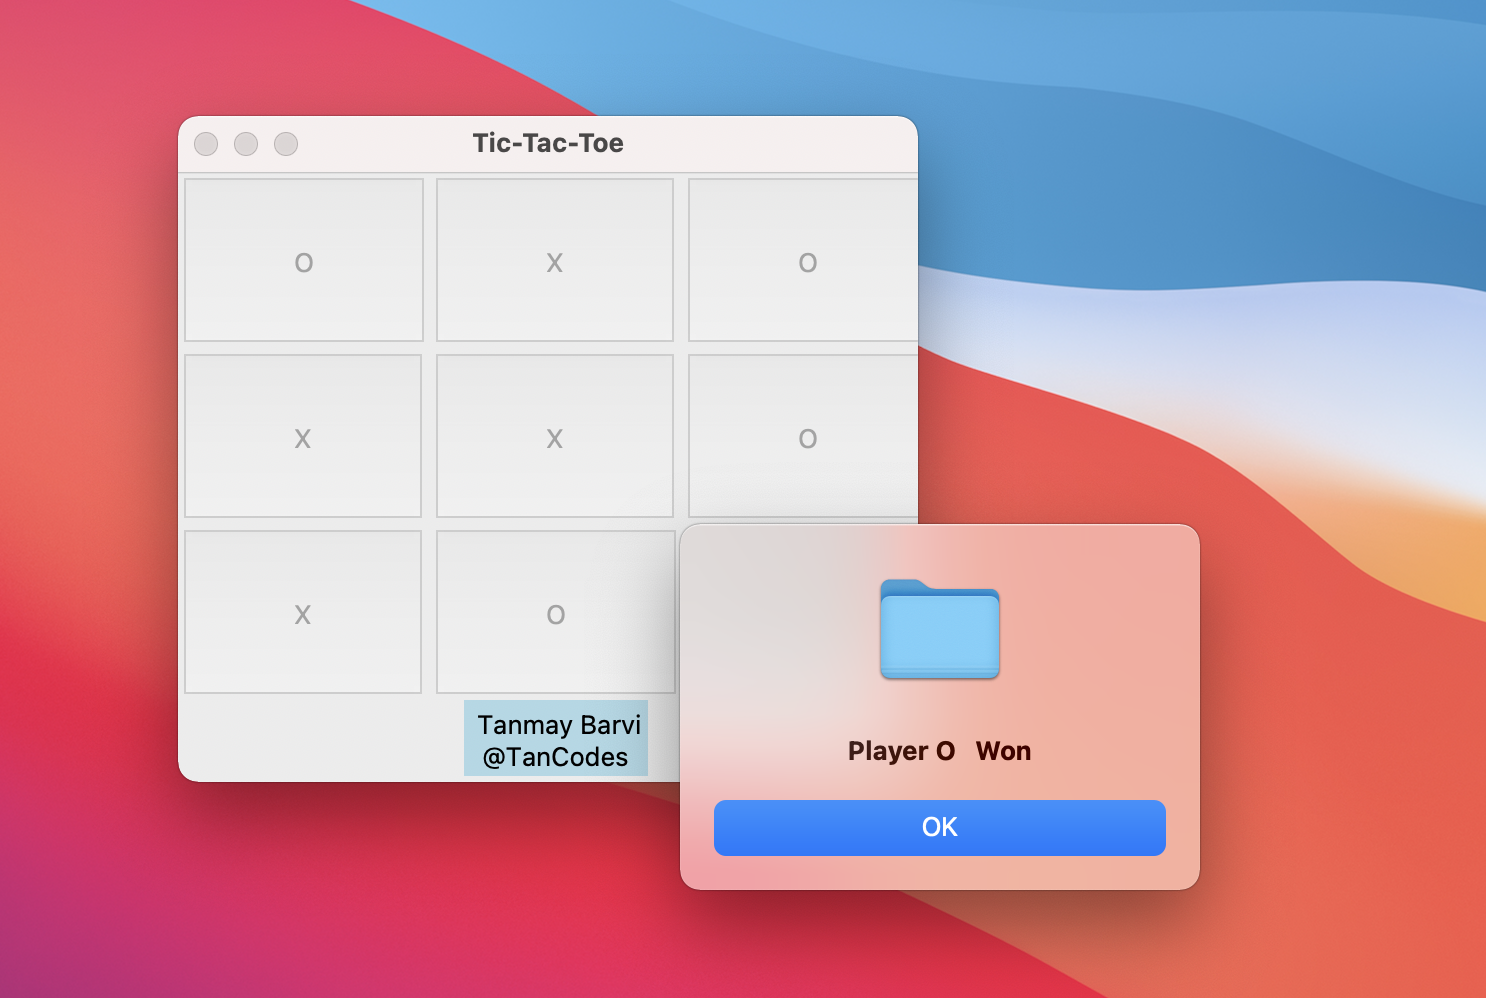 Tic-Tac-Toe
O X O
X X O
X O
Tanmay Barvi
@TanCodes
Player O Won
OK